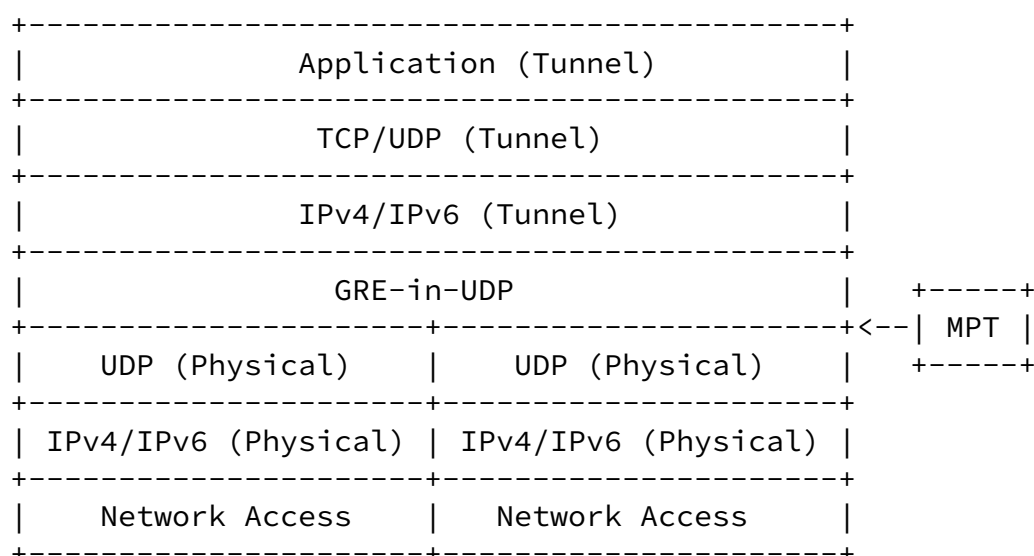 Application (Tunnel)
TCP/UDP (Tunnel)
IPv4/IPv6 (Tunnel)
GRE-in-UDP
MPT
UDP (Physical) UDP (Physical)
IPv4/IPv6 (Physical) IPv4/IPv6 (Physical)
Network Access Network Access